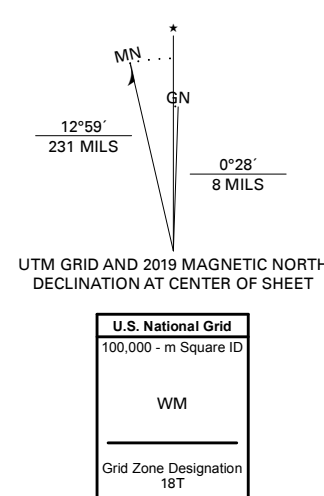 ★
MN
GN
12°59´
231 MILS
0°28´
8 MILS
UTM GRID AND 2019 MAGNETIC NORTH
DECLINATION AT CENTER OF SHEET
U.S. National Grid
100,000 - m Square ID
WM
Grid Zone Designation
18T